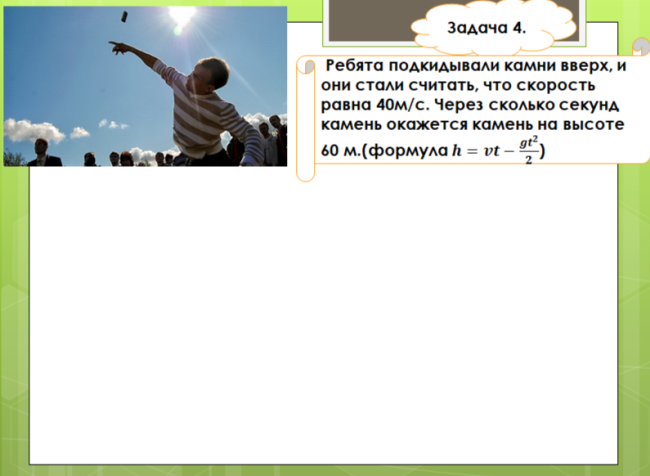 Задача 4.
Ребята подкидывали камни вверх, и
они стали считать, что скорость
равна 40м/с. Через сколько секунд
камень окажется камень на высоте
60 м.(формула h = vt − gt²/2)